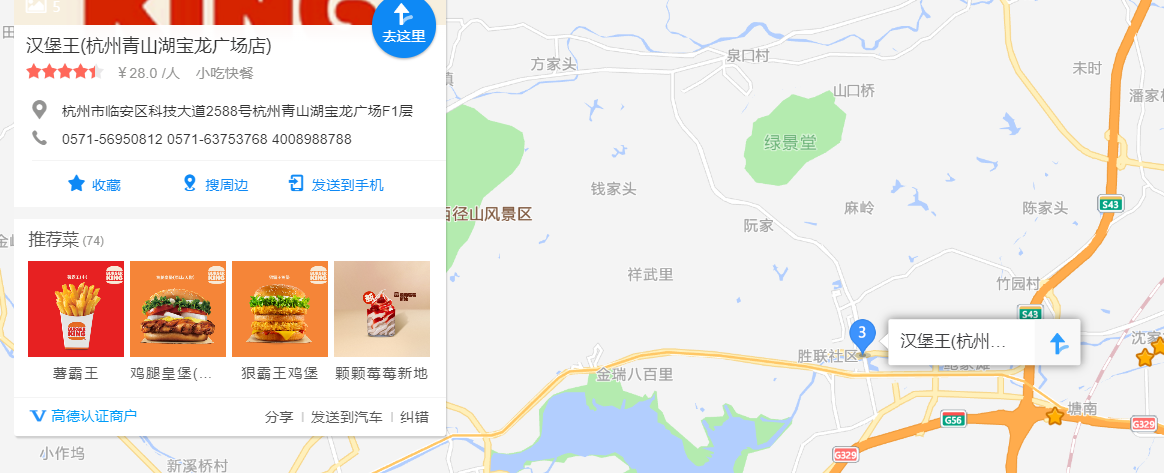 5
汉堡王(杭州青山湖宝龙广场店)
去这里
￥28.0 /人 小吃快餐
杭州市临安区科技大道2588号杭州青山湖宝龙广场F1层
0571-56950812 0571-63753768 4008988788
收藏 搜周边 发送到手机
推荐菜 (74)
薯霸王 鸡腿皇堡(... 狠霸王鸡堡 颗颗莓莓新地
高德认证商户 分享 | 发送到汽车 | 纠错
方家头
泉口村
未时
山口桥
潘家
绿景堂
钱家头
径山风景区
麻岭
陈家头
S43
阮家
祥武里
竹园村
S43
3
汉堡王(杭州...
沈家
胜联社区
金瑞八百里
塘南
G56
G329
G329
小作坞
新溪桥村